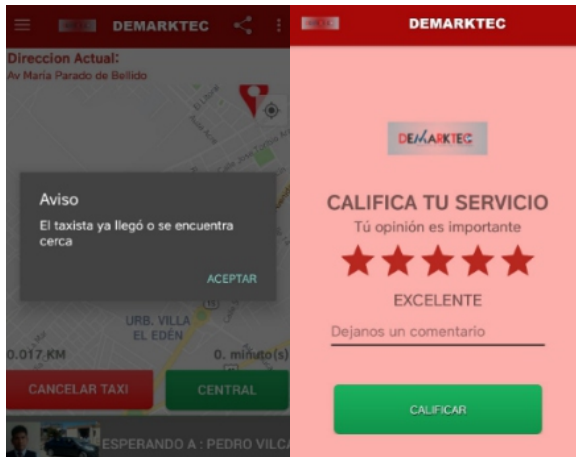 DEMARKTEC
Direccion Actual:
Av María Parado de Bellido
Aviso
El taxista ya llegó o se encuentra
cerca
ACEPTAR
URB. VILLA
EL EDÉN
0.017 KM
0. minuto(s)
CANCELAR TAXI
CENTRAL
ESPERANDO A : PEDRO VILCA
DEMARKTEC
DEMARKTEC
CALIFICA TU SERVICIO
Tú opinión es importante
EXCELENTE
Dejanos un comentario
CALIFICAR